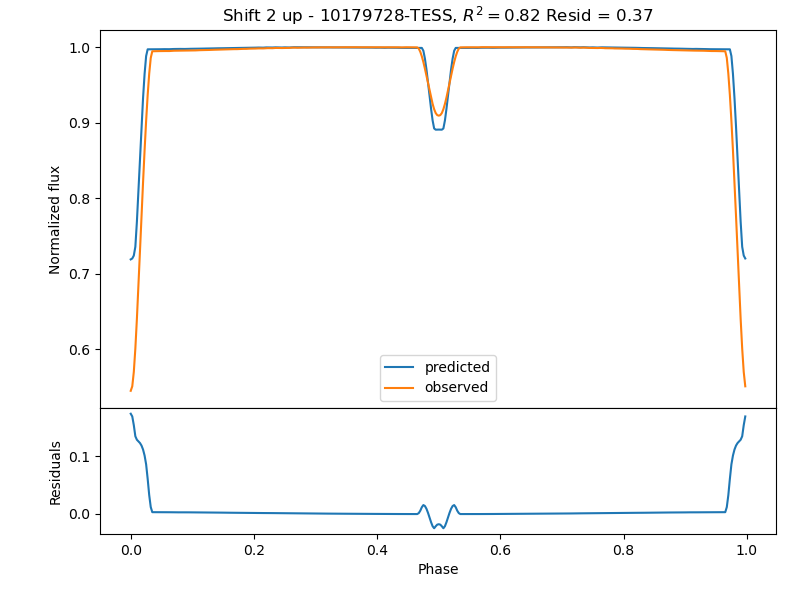 Shift 2 up - 10179728-TESS, R² = 0.82 Resid = 0.37
Normalized flux
1.0
0.9
0.8
0.7
0.6
predicted
observed
Residuals
0.1
0.0
0.0 0.2 0.4 0.6 0.8 1.0
Phase